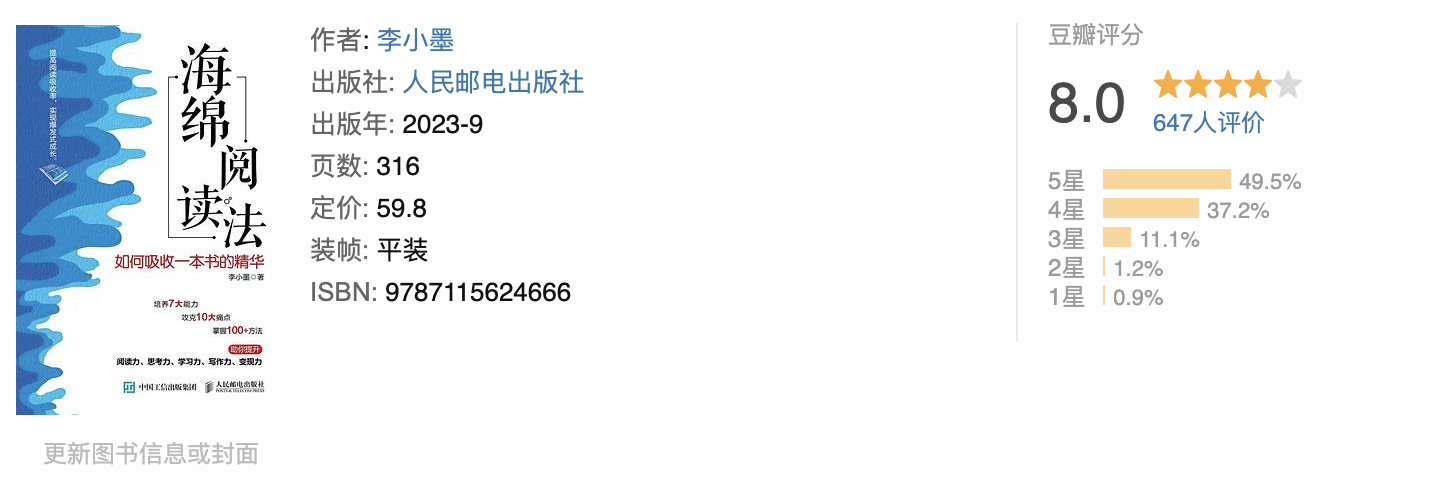 提高阅读吸收率，实现爆发式成长。
海绵
阅读法
如何吸收一本书的精华
李小墨◎著
培养7大能力
攻克10大痛点
掌握100+方法
助你提升
阅读力、思考力、学习力、写作力、变现力
中国工信出版集团 人民邮电出版社
POSTS & TELECOM PRESS
更新图书信息或封面
作者: 李小墨
出版社: 人民邮电出版社
出版年: 2023-9
页数: 316
定价: 59.8
装帧: 平装
ISBN: 9787115624666
豆瓣评分
8.0
647人评价
5星 49.5%
4星 37.2%
3星 11.1%
2星 1.2%
1星 0.9%